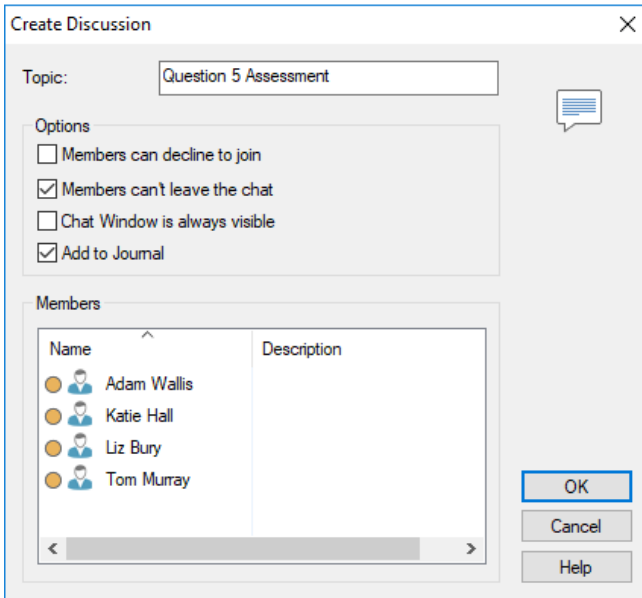 Create Discussion
Topic: Question 5 Assessment
Options
Members can decline to join
Members can't leave the chat
Chat Window is always visible
Add to Journal
Members
Name Description
Adam Wallis
Katie Hall
Liz Bury
Tom Murray
OK
Cancel
Help